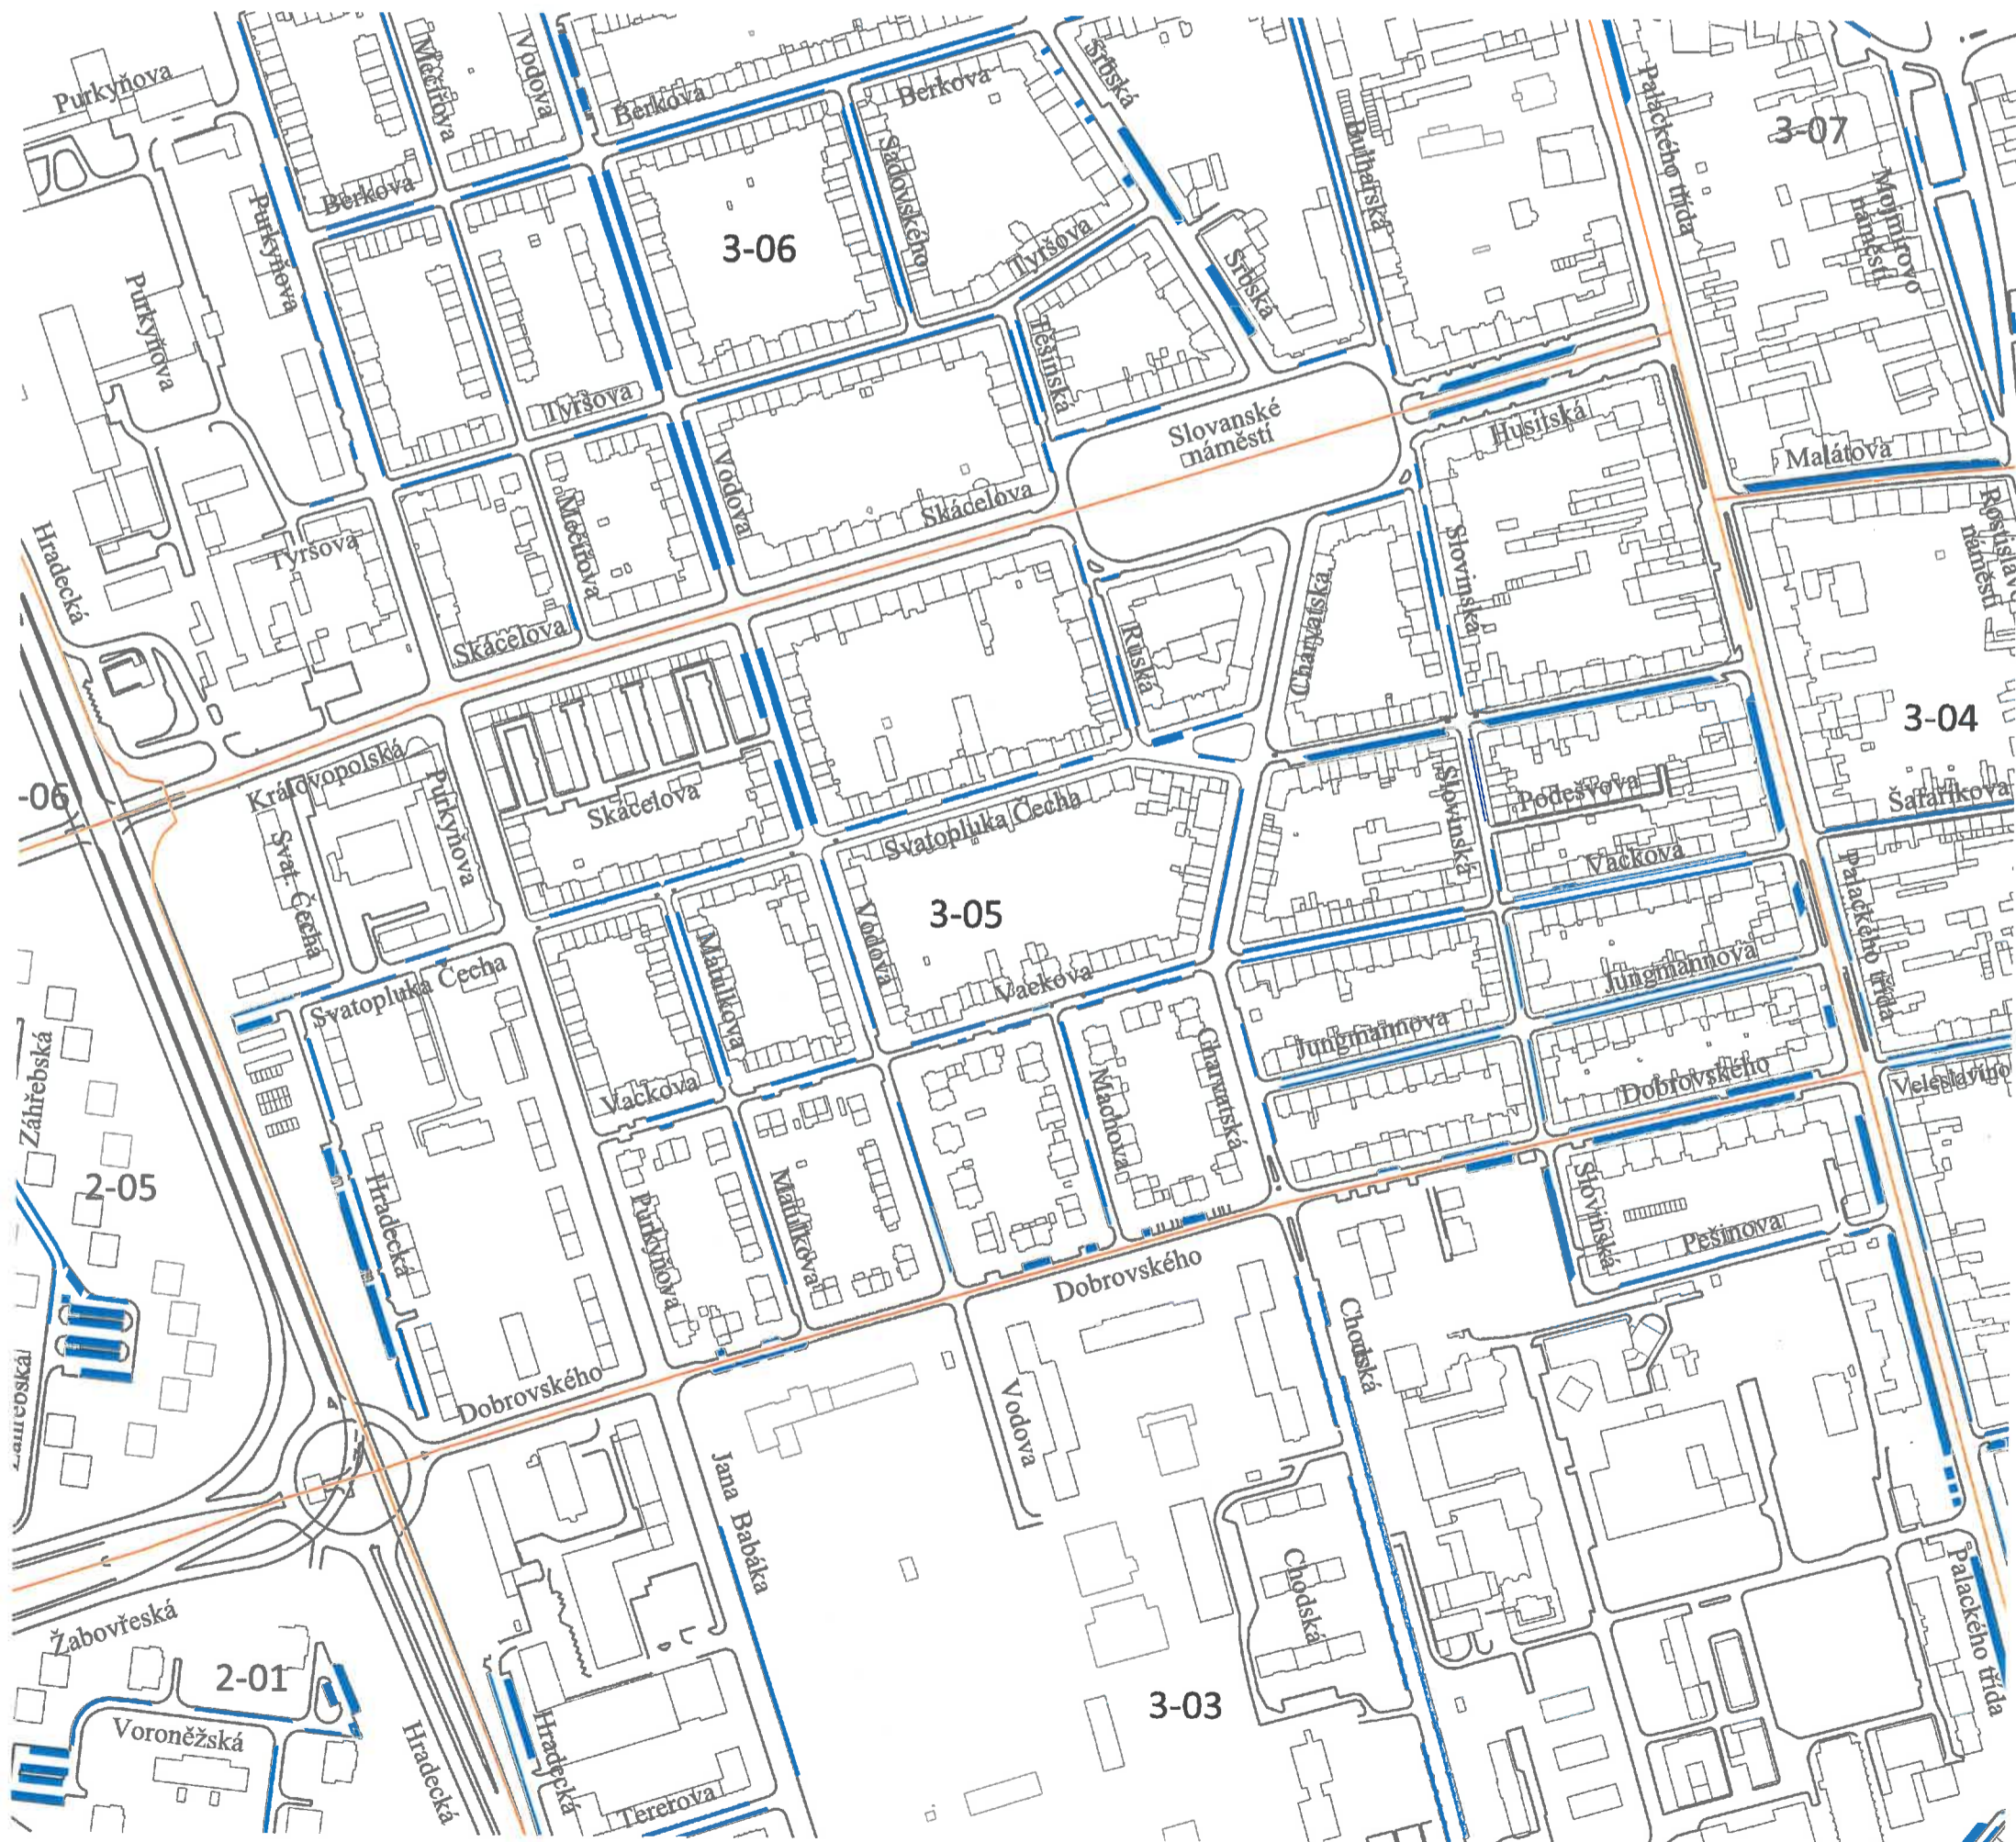 Purkyňova
Mečířova
Vodova
Berkova
Berkova
Srbská
Palackého třída
3-07
Bulharská
Mojmírovo
náměstí
Purkyňova
Berkova
Sadovského
3-06
Tyršova
Srbská
Purkyňova
Těšínská
Tyršova
Slovanské
náměstí
Husitská
Malátova
Vodova
Skácelova
Mečířova
Hradecká
Tyršova
Slovinská
náměstí
Charvatská
Skácelova
Ruská
3-04
Královopolská
Purkyňova
-06
Skácelova
Podešvova
Šafaříkova
Slovinská
Svatopluka Čecha
Svat. Čecha
Vackova
Palackého třída
3-05
Vodova
Maňulkova
Svatopluka Čecha
Vackova
Jungmannova
Jungmannova
Charvatská
Záhřebská
Vackova
Machova
Dobrovského
Veleslavíno
2-05
Hradecká
Purkyňova
Slovinská
Pešinova
Dobrovského
Chodská
Dobrovského
Vodova
Jana Babáka
Chodská
Palackého třída
Žabovřeská
2-01
3-03
Voroněžská
Hradecká
Hradecká
Tererova